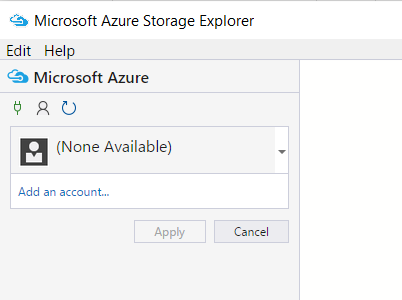 Microsoft Azure Storage Explorer
Edit Help
Microsoft Azure
(None Available)
Add an account...
Apply Cancel